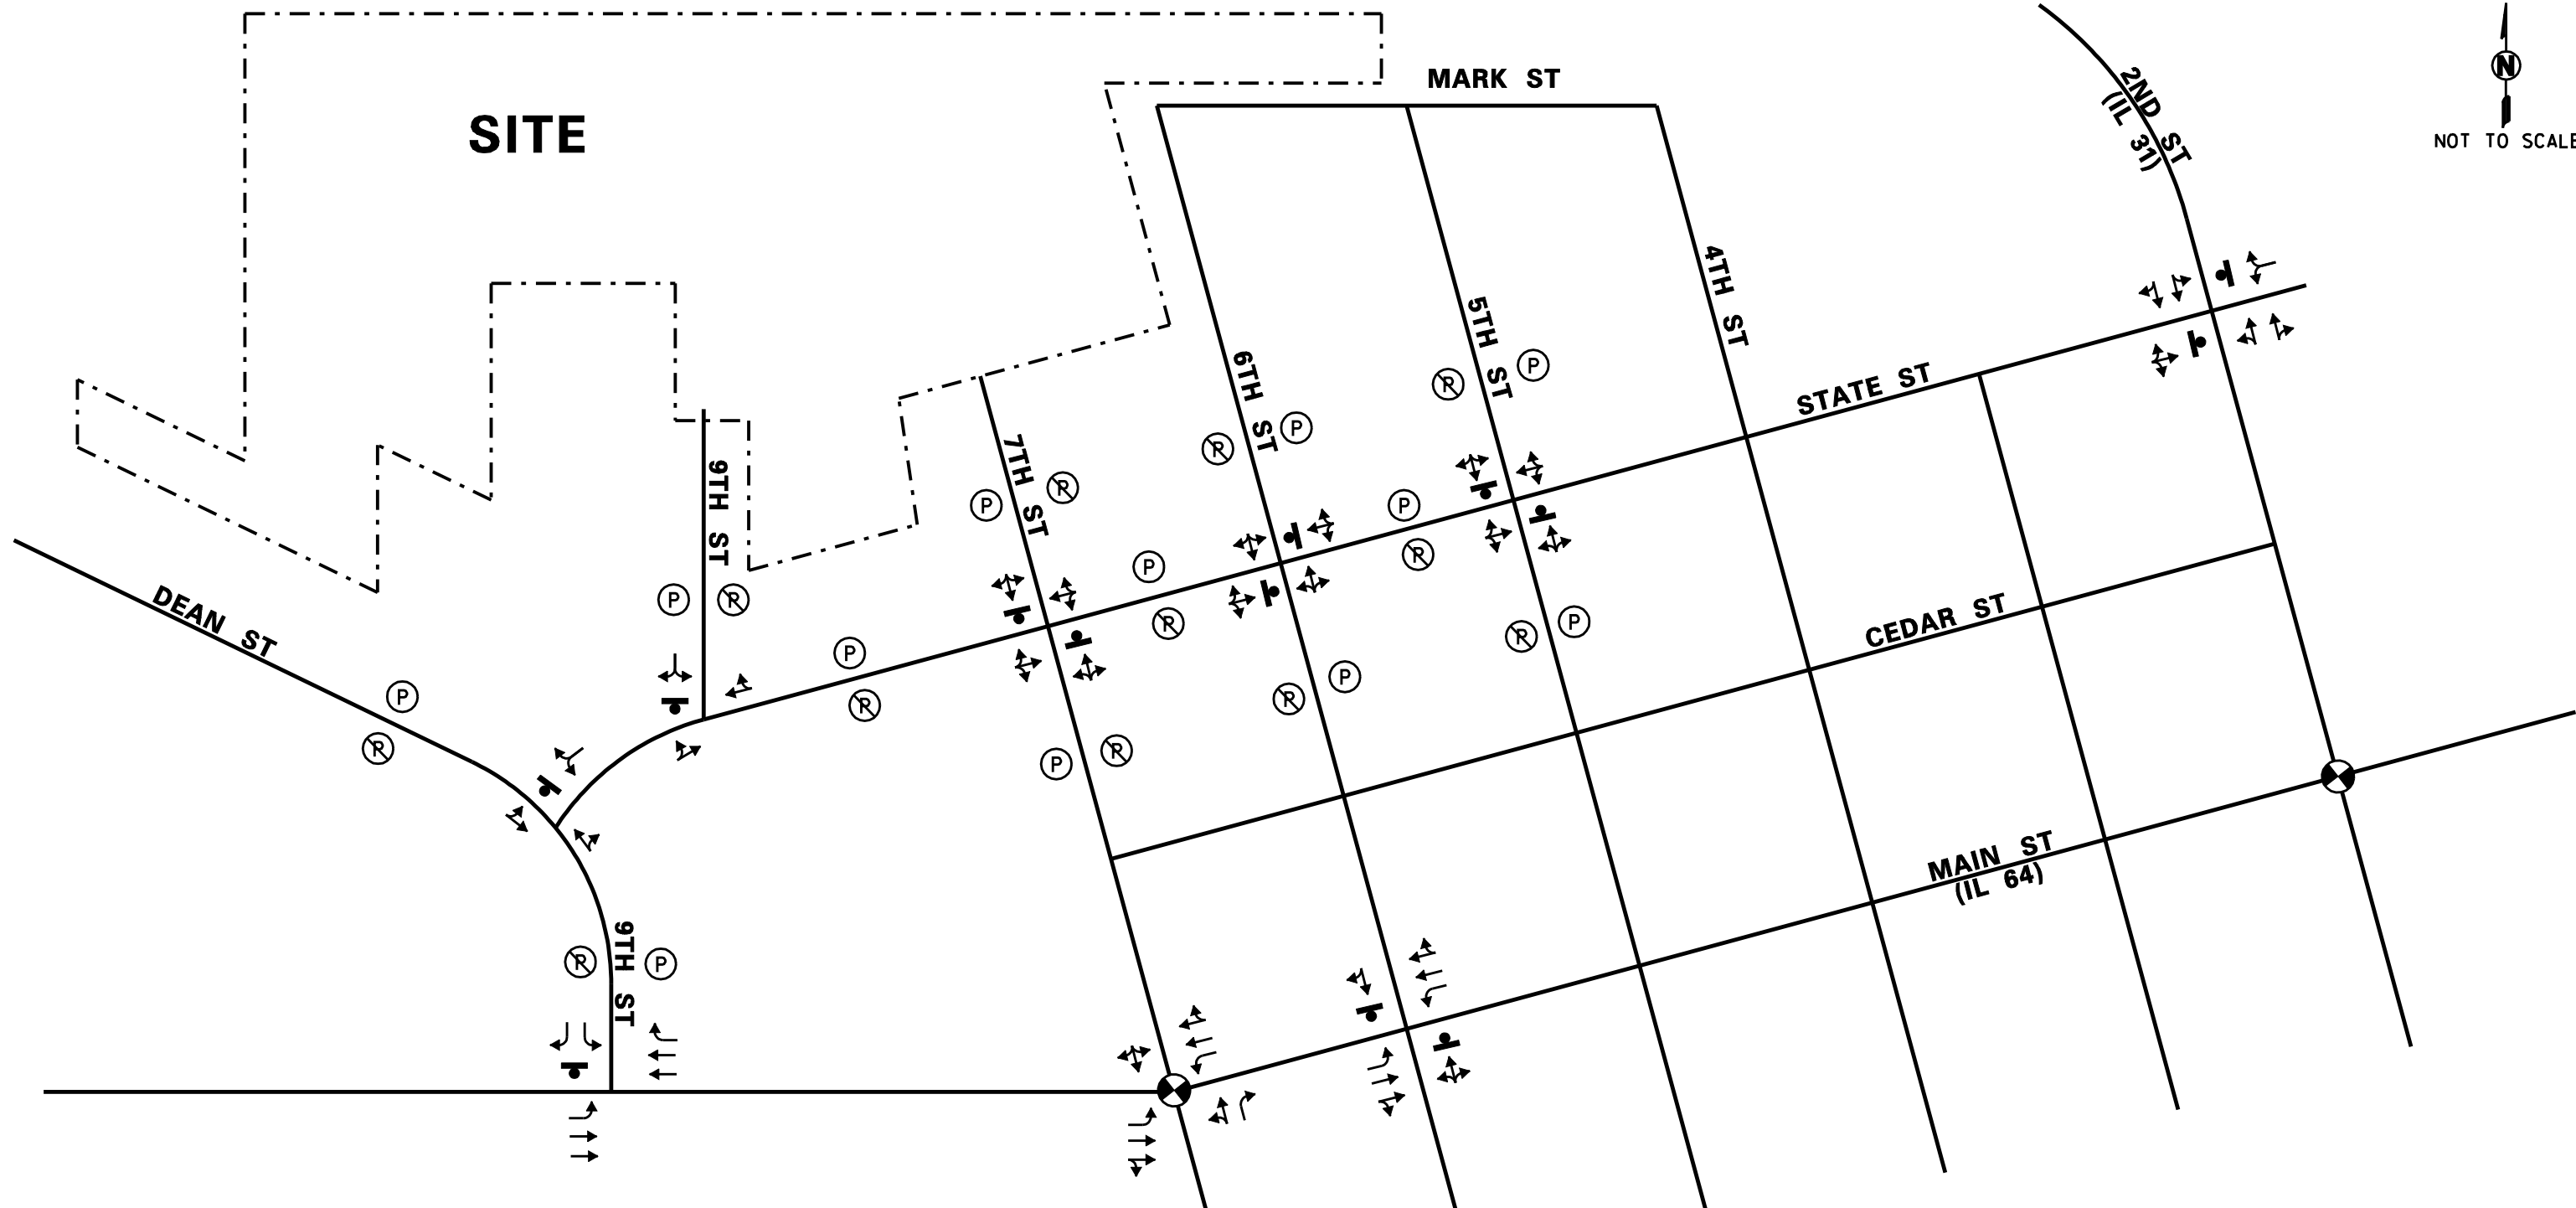 MARK ST
2ND ST
(IL 31)
N
NOT TO SCALE
SITE
4TH ST
5TH ST
6TH ST
7TH ST
9TH ST
STATE ST
CEDAR ST
DEAN ST
MAIN ST
(IL 64)
9TH ST
P
R
P
R
P
R
P
R
P
R
P
R
P
R
P
R
P
R
P
R
P
R
P
R